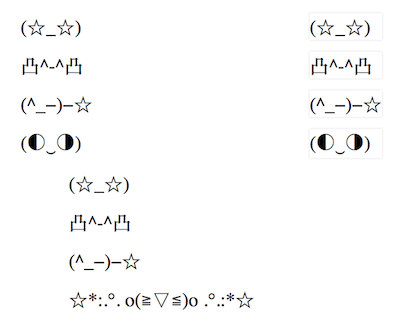 (☆_☆) (☆_☆)
凸^-^凸 凸^-^凸
(^_−)−☆ (^_−)−☆
(◐‿◑) (◐‿◑)
(☆_☆)
凸^-^凸
(^_−)−☆
☆*:.°. o(≧▽≦)o .°.:*☆